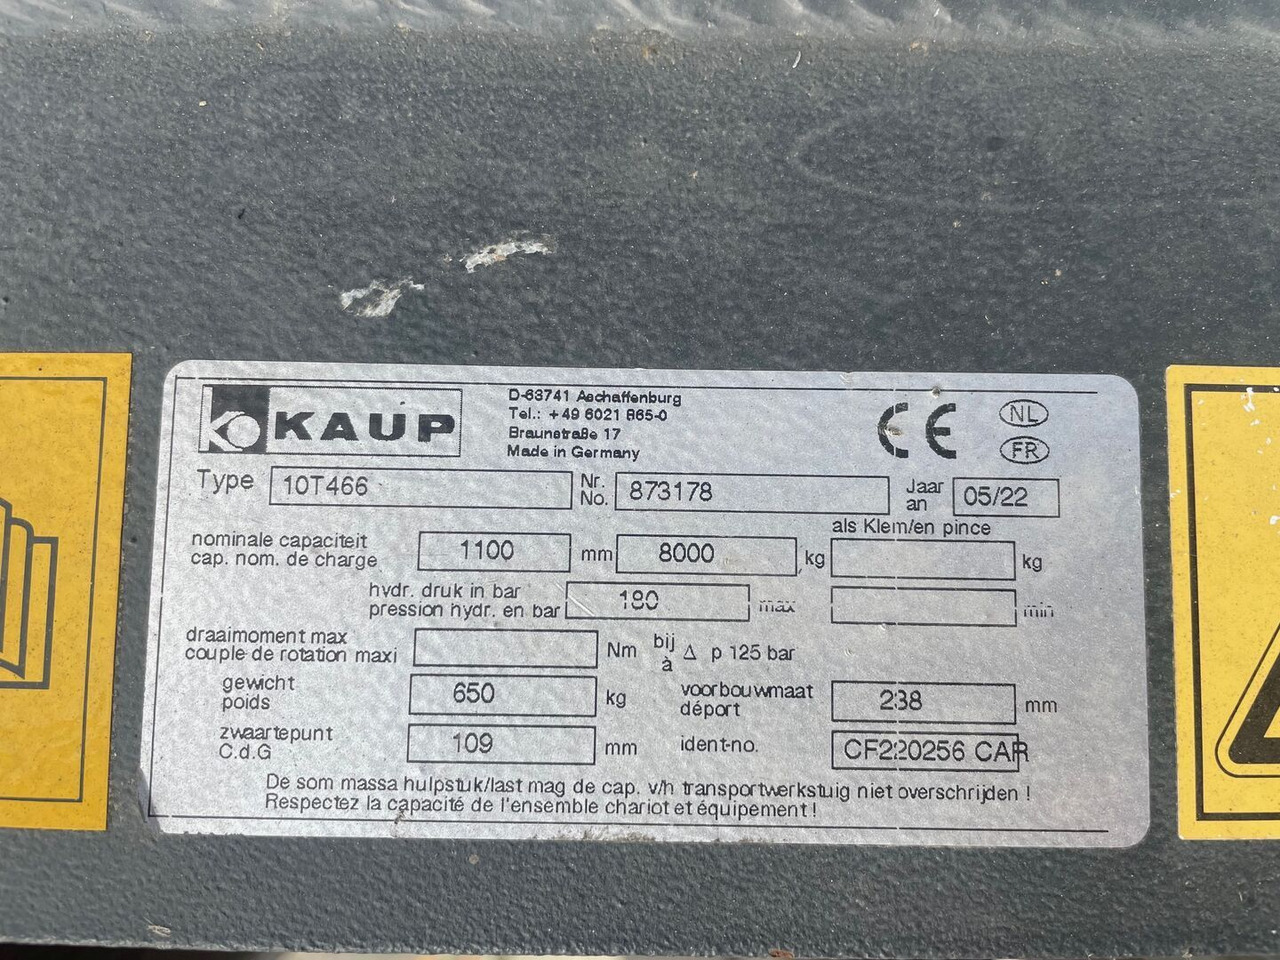 KAUP
D-63741 Aschaffenburg
Tel.: +49 6021 865-0
Braunstraße 17
Made in Germany
CE
NL
FR
Type 10T466 Nr. No. 873178 Jaar an 05/22
als Klem/en pince
nominale capaciteit
cap. nom. de charge 1100 mm 8000 kg kg
hydr. druk in bar
pression hydr. en bar 180 max min
draaimoment max
couple de rotation maxi Nm bij à Δ p 125 bar
gewicht
poids 650 kg voorbouwmaat
déport 238 mm
zwaartepunt
C.d.G 109 mm ident-no. CF220256 CAR
De som massa hulpstuk/last mag de cap. v/h transportwerkstuig niet overschrijden !
Respectez la capacité de l'ensemble chariot et équipement !